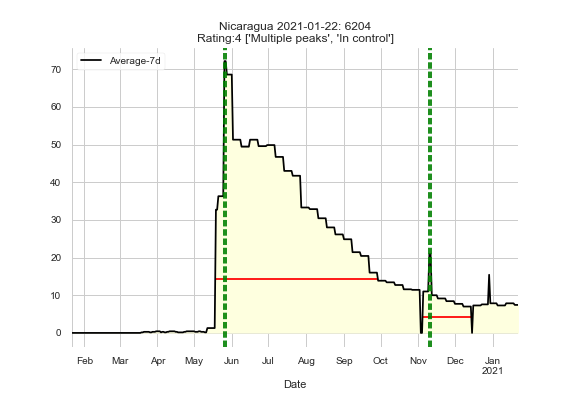 Nicaragua 2021-01-22: 6204
Rating:4 ['Multiple peaks', 'In control']
Average-7d
70
60
50
40
30
20
10
0
Feb Mar Apr May Jun Jul Aug Sep Oct Nov Dec Jan
2021
Date